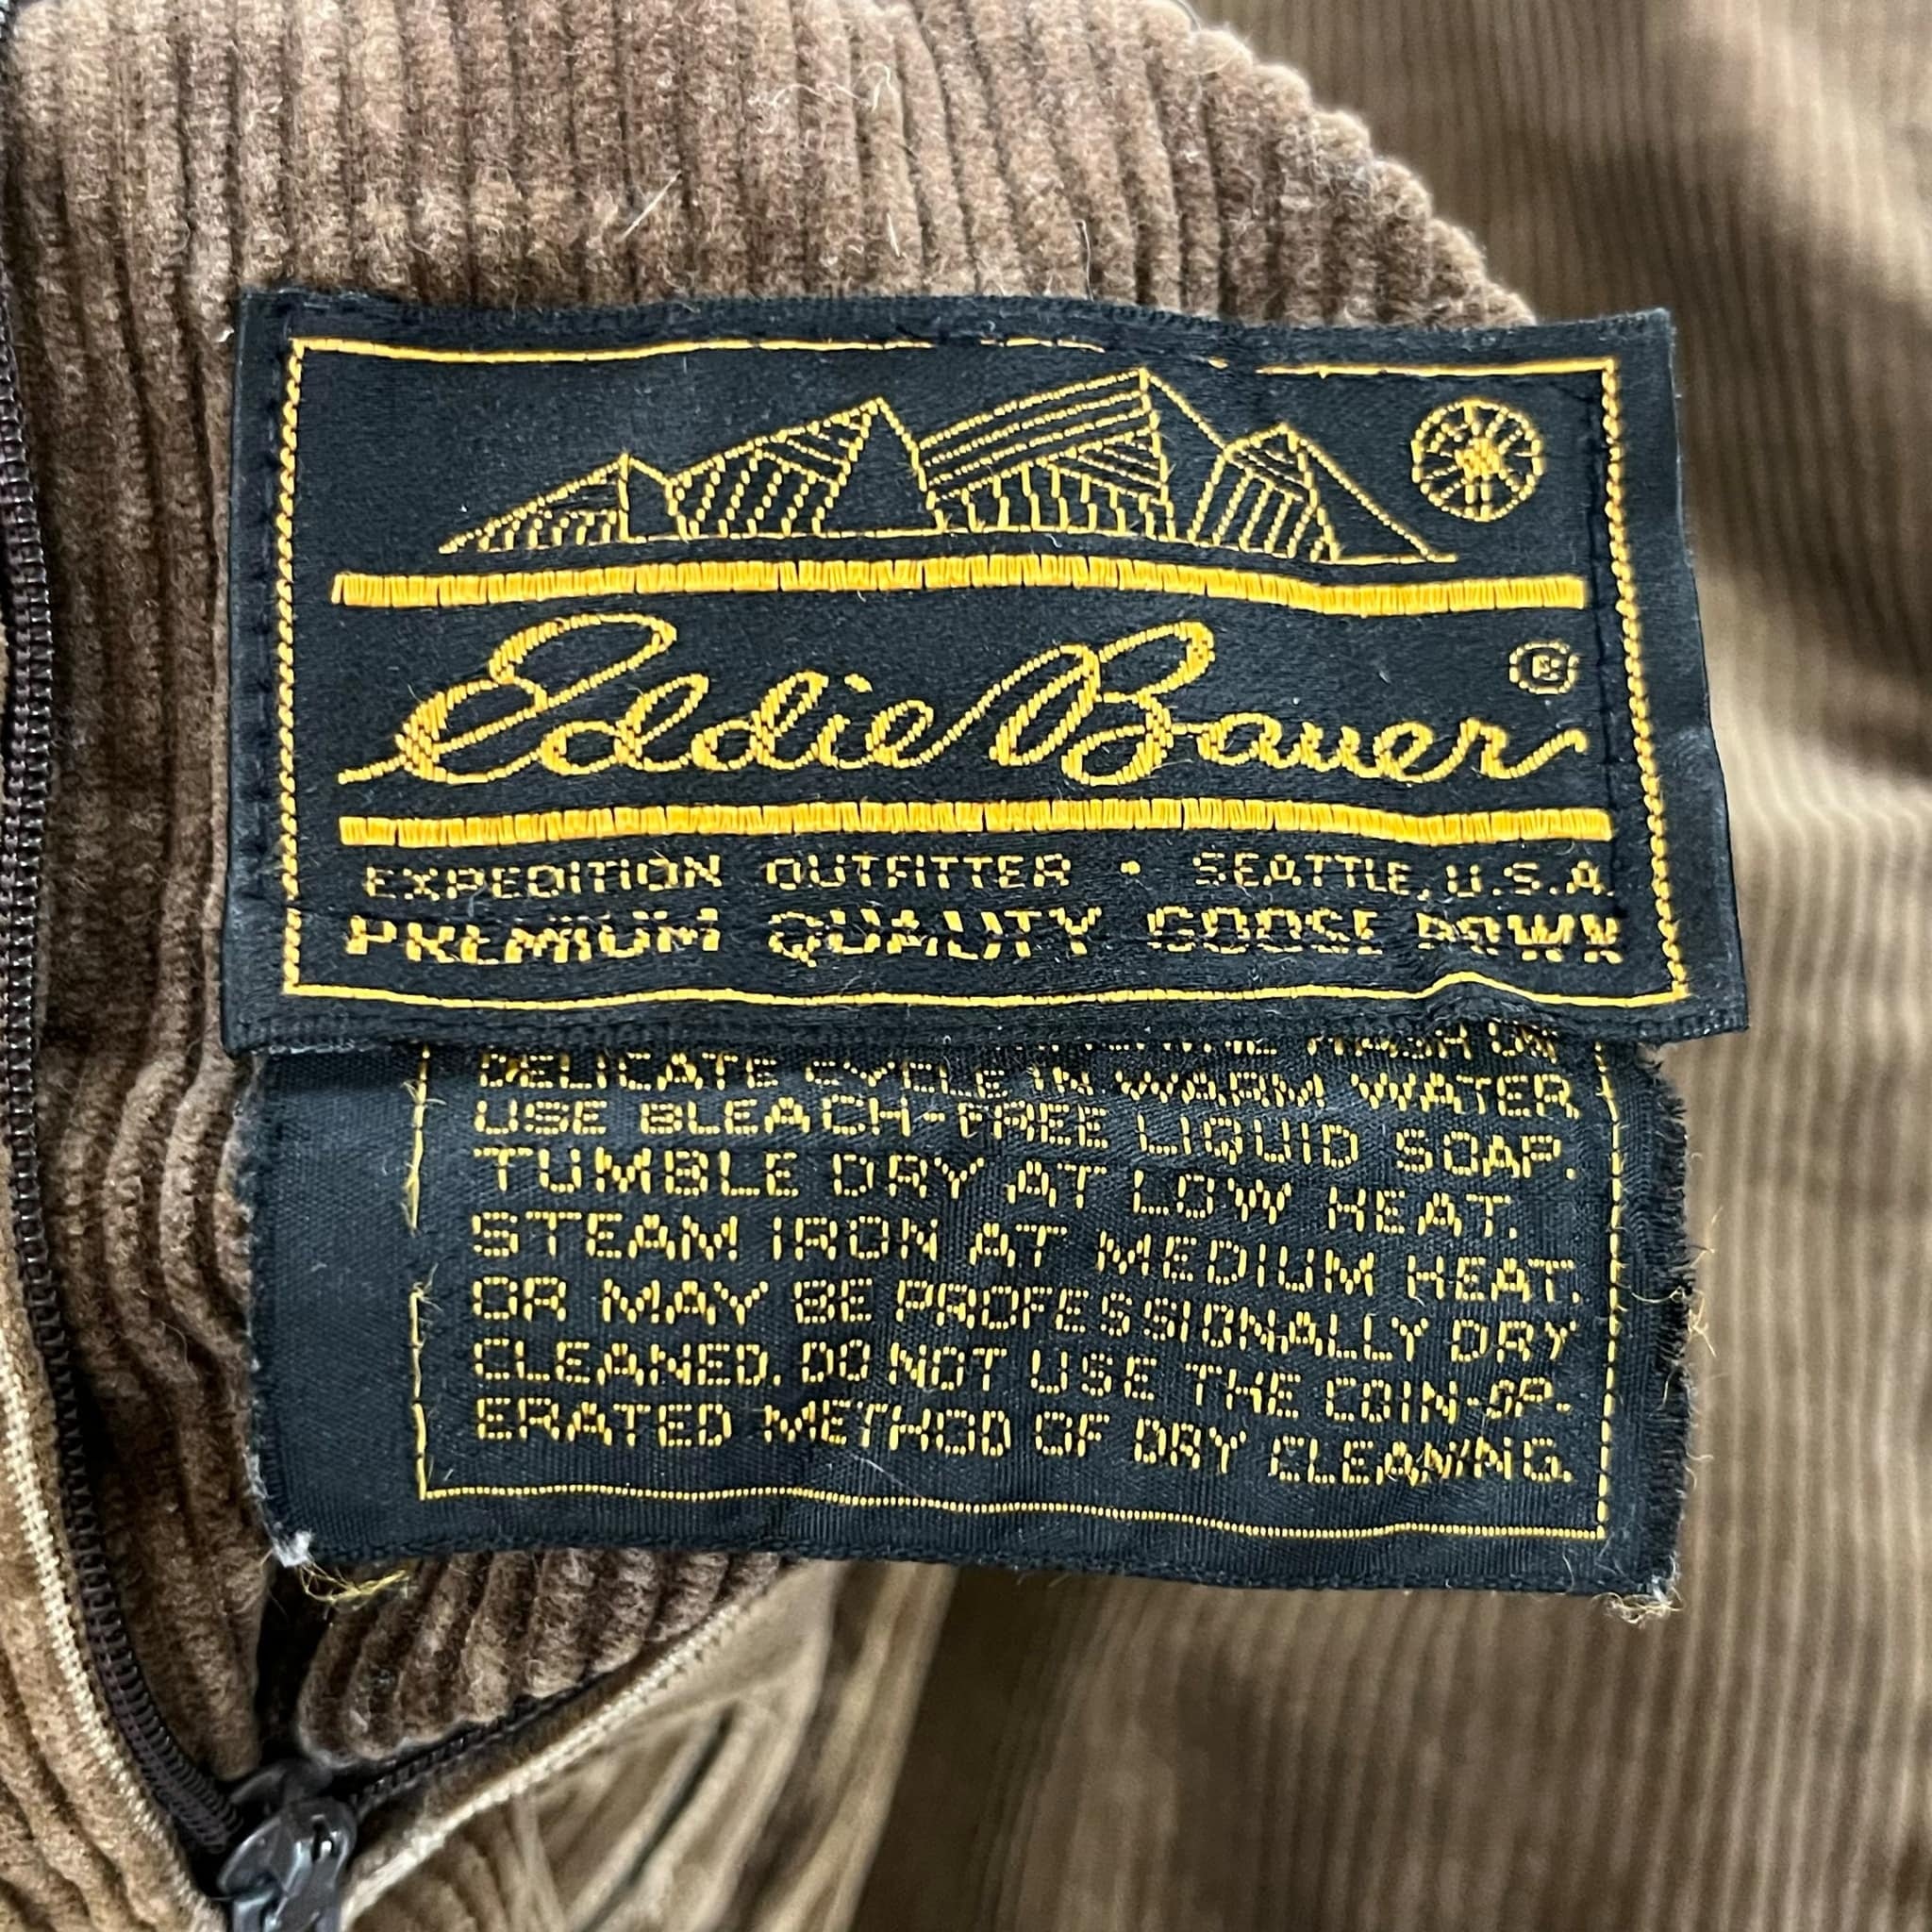 Eddie Bauer ®
EXPEDITION OUTFITTER • SEATTLE, U.S.A.
PREMIUM QUALITY GOOSE DOWN
WASH ON
DELICATE CYCLE IN WARM WATER
USE BLEACH-FREE LIQUID SOAP.
TUMBLE DRY AT LOW HEAT.
STEAM IRON AT MEDIUM HEAT.
OR MAY BE PROFESSIONALLY DRY
CLEANED. DO NOT USE THE COIN-OP-
ERATED METHOD OF DRY CLEANING.